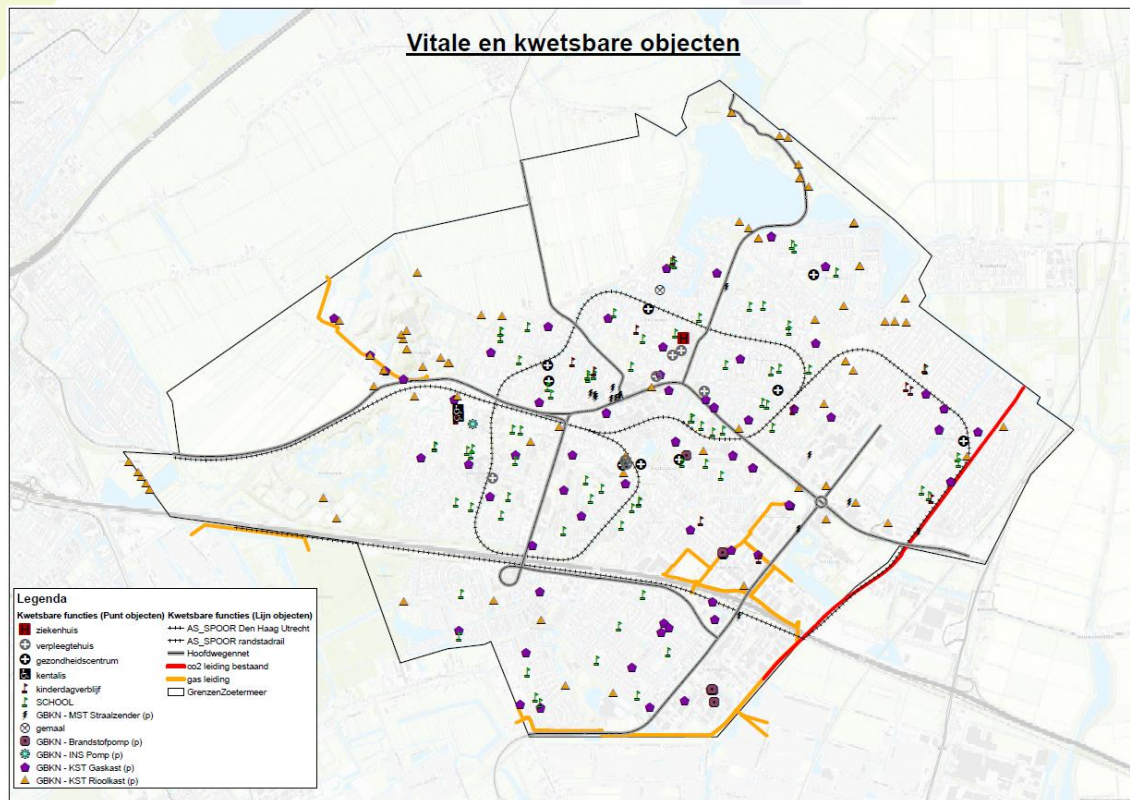 Vitale en kwetsbare objecten
Legenda
Kwetsbare functies (Punt objecten)
ziekenhuis
verpleegtehuis
gezondheidscentrum
kentalis
kinderdagverblijf
SCHOOL
GBKN - MST Straalzender (p)
gemaal
GBKN - Brandstofpomp (p)
GBKN - INS Pomp (p)
GBKN - KST Gaskast (p)
GBKN - KST Rioolkast (p)
Kwetsbare functies (Lijn objecten)
AS_SPOOR Den Haag Utrecht
AS_SPOOR randstadrail
Hoofdwegennet
co2 leiding bestaand
gas leiding
GrenzenZoetermeer